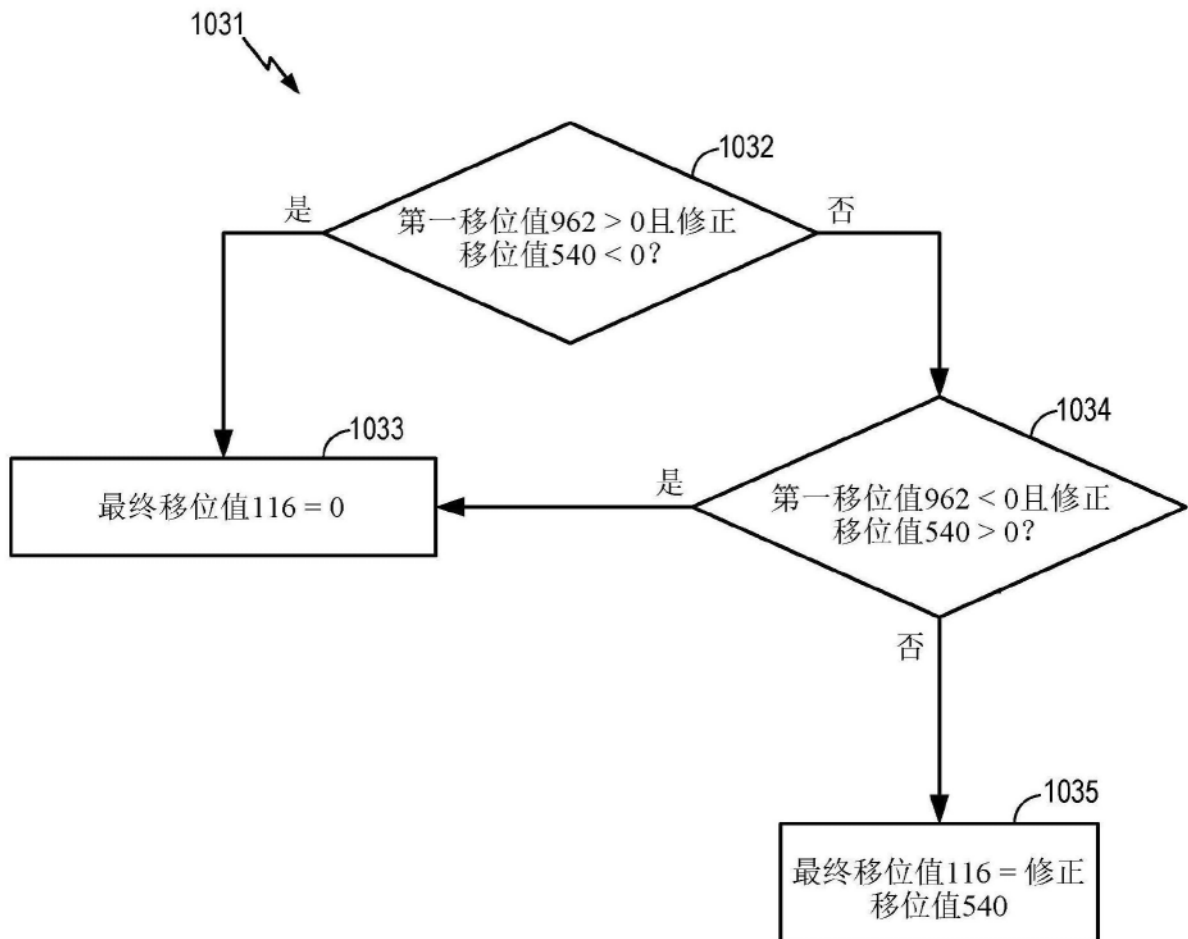 1031
1032
是
否
第一移位值962 > 0且修正
移位值540 < 0?
1033
1034
最终移位值116 = 0
是
第一移位值962 < 0且修正
移位值540 > 0?
否
1035
最终移位值116 = 修正
移位值540